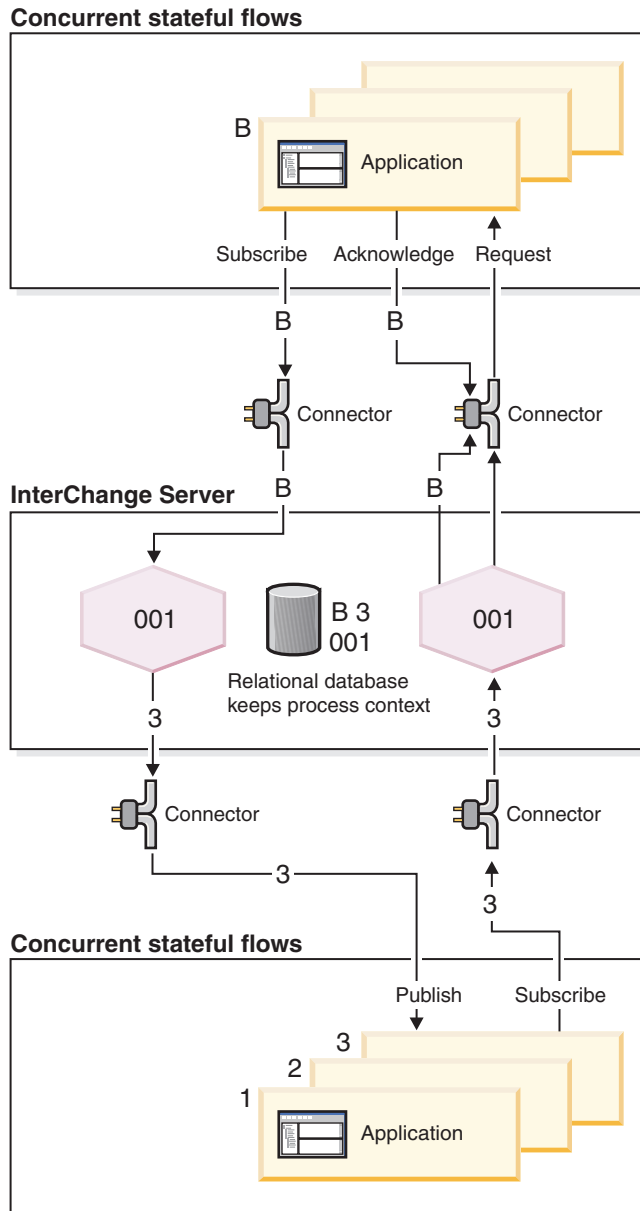 Concurrent stateful flows
B
Application
Subscribe
Acknowledge
Request
B
B
Connector
Connector
B
B
InterChange Server
001
B 3
001
001
Relational database
keeps process context
3
3
Connector
Connector
3
3
Concurrent stateful flows
Publish
Subscribe
3
2
1
Application